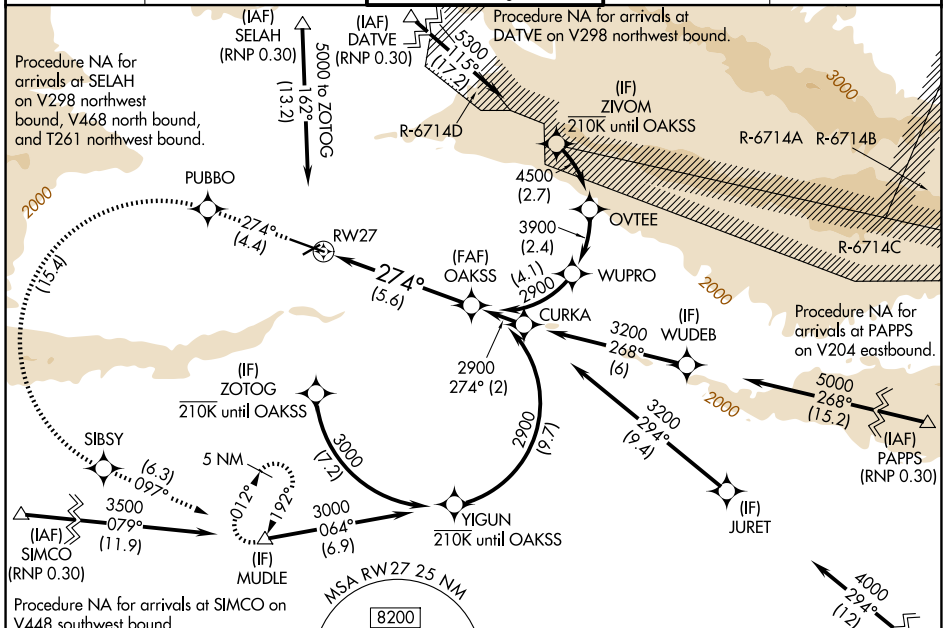 (IAF)
SELAH
(RNP 0.30)
(IAF)
DATVE
(RNP 0.30)
Procedure NA for arrivals at
DATVE on V298 northwest bound.
Procedure NA for
arrivals at SELAH
on V298 northwest
bound, V468 north bound,
and T261 northwest bound.
5000 to ZOTOG
162°
(13.2)
5300
115°
(17.2)
3000
(IF)
ZIVOM
210K until OAKSS
R-6714D
R-6714A
R-6714B
2000
PUBBO
4500
(2.7)
OVTEE
274°
(4.4)
RW27
3900
(2.4)
R-6714C
(15.4)
274°
(5.6)
(FAF)
OAKSS
(4.1)
2900
WUPRO
2000
CURKA
3200
268°
(6)
(IF)
WUDEB
Procedure NA for
arrivals at PAPPS
on V204 eastbound.
2900
274° (2)
(IF)
ZOTOG
210K until OAKSS
5000
268°
(15.2)
2000
3000
(7.2)
2900
(9.7)
3200
294°
(9.4)
(IAF)
PAPPS
(RNP 0.30)
SIBSY
(6.3)
097°
5 NM
012°
192°
3500
079°
(11.9)
3000
064°
(6.9)
YIGUN
210K until OAKSS
(IF)
JURET
(IAF)
SIMCO
(RNP 0.30)
(IF)
MUDLE
MSA RW27 25 NM
8200
4000
294°
(12)
Procedure NA for arrivals at SIMCO on
V448 southwest bound